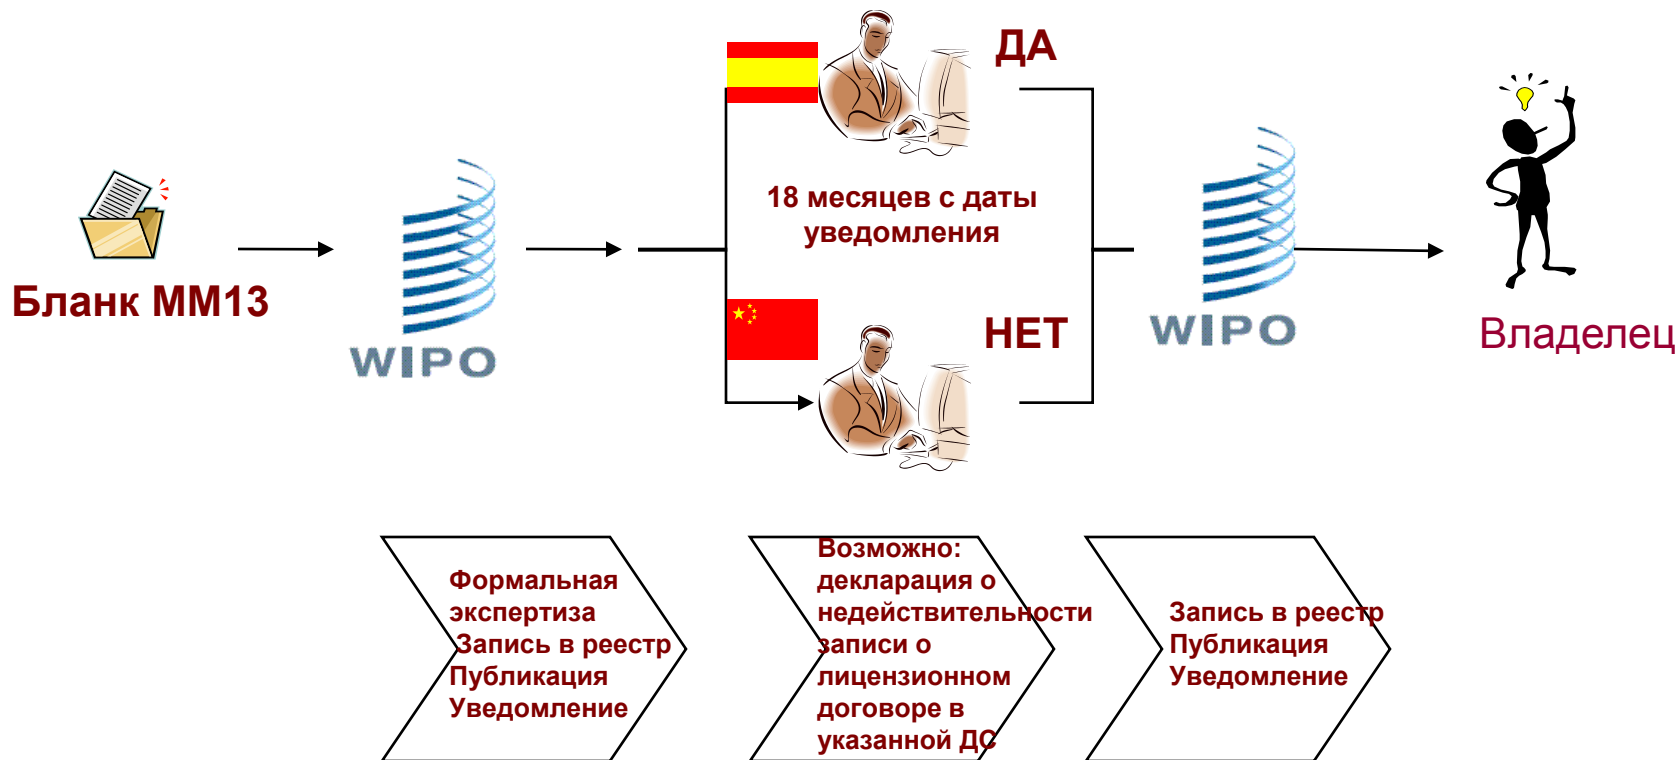 ДА
18 месяцев с даты
уведомления
Бланк ММ13
WIPO
НЕТ
WIPO
Владелец
Формальная
экспертиза
Запись в реестр
Публикация
Уведомление
Возможно:
декларация о
недействительности
записи о
лицензионном
договоре в
указанной ДС
Запись в реестр
Публикация
Уведомление